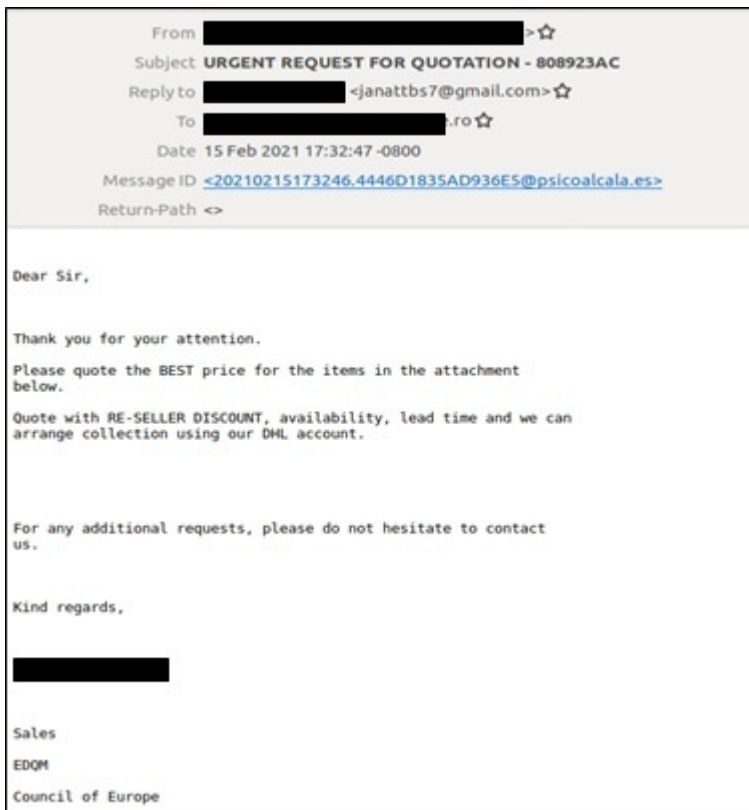 From >
Subject URGENT REQUEST FOR QUOTATION - 808923AC
Reply to <janattbs7@gmail.com>
To .ro
Date 15 Feb 2021 17:32:47 -0800
Message ID <20210215173246.4446D1835AD936E5@psicoalcala.es>
Return-Path <>
Dear Sir,
Thank you for your attention.
Please quote the BEST price for the items in the attachment
below.
Quote with RE-SELLER DISCOUNT, availability, lead time and we can
arrange collection using our DHL account.
For any additional requests, please do not hesitate to contact
us.
Kind regards,
Sales
EDQM
Council of Europe